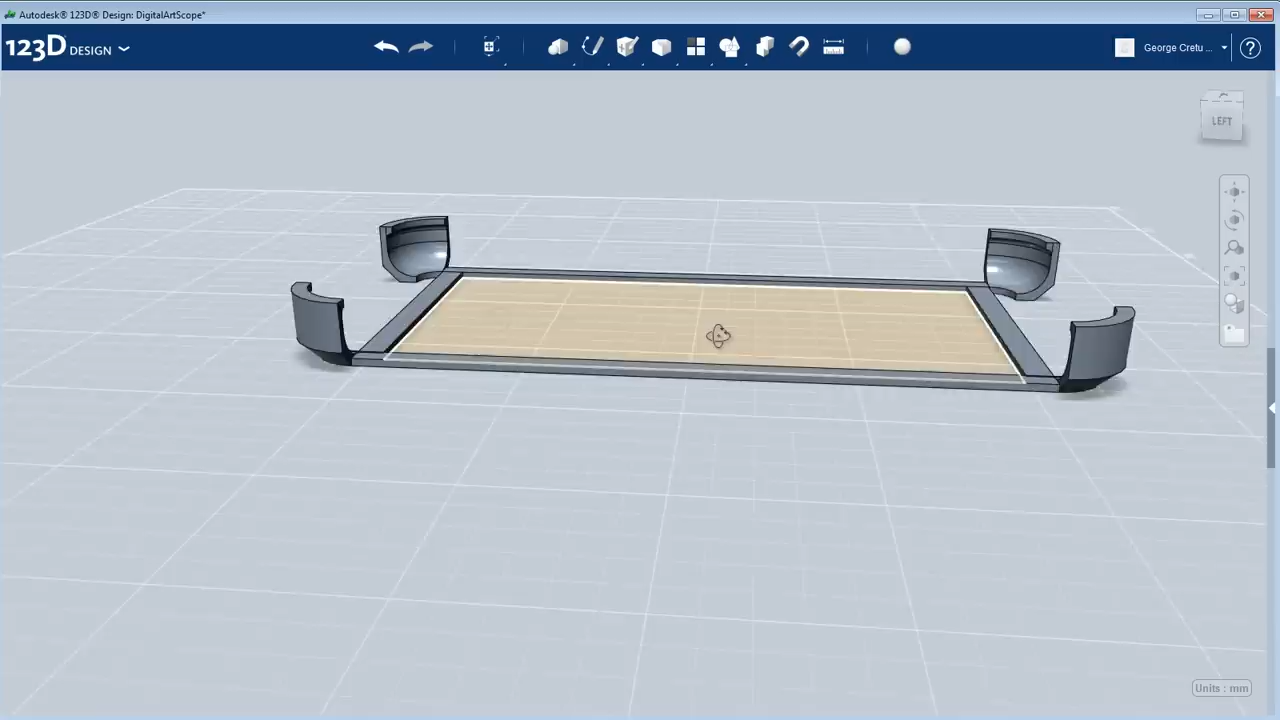 Autodesk® 123D® Design: DigitalArtScope*
123D DESIGN
George Cretu ...
?
LEFT
Units : mm